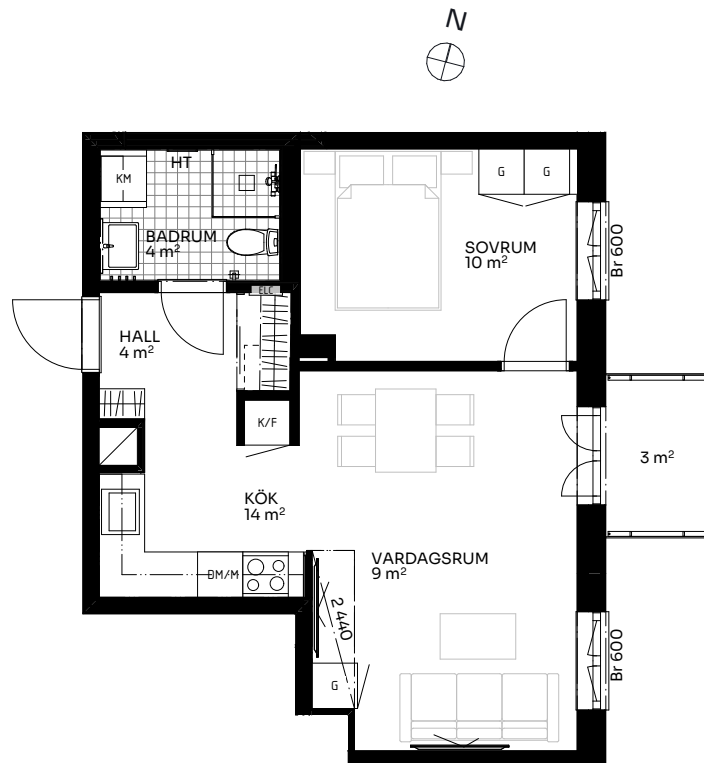 N
HT
KM
G
G
BADRUM
4 m²
SOVRUM
10 m²
Br 600
ELC
HALL
4 m²
K/F
3 m²
KÖK
14 m²
VARDAGSRUM
9 m²
DM/M
2 440
Br 600
G